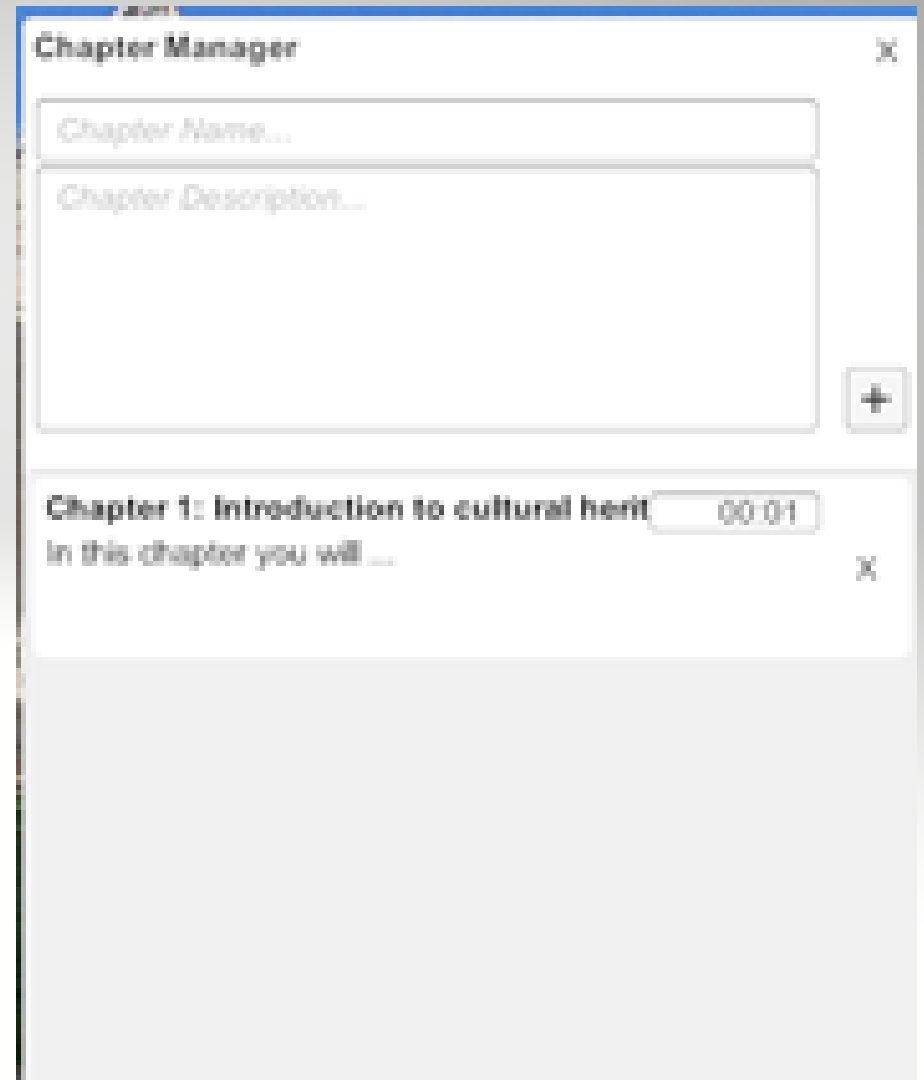 Chapter Manager X
Chapter Name...
Chapter Description...
+
Chapter 1: Introduction to cultural herit 00:01
In this chapter you will ...
X